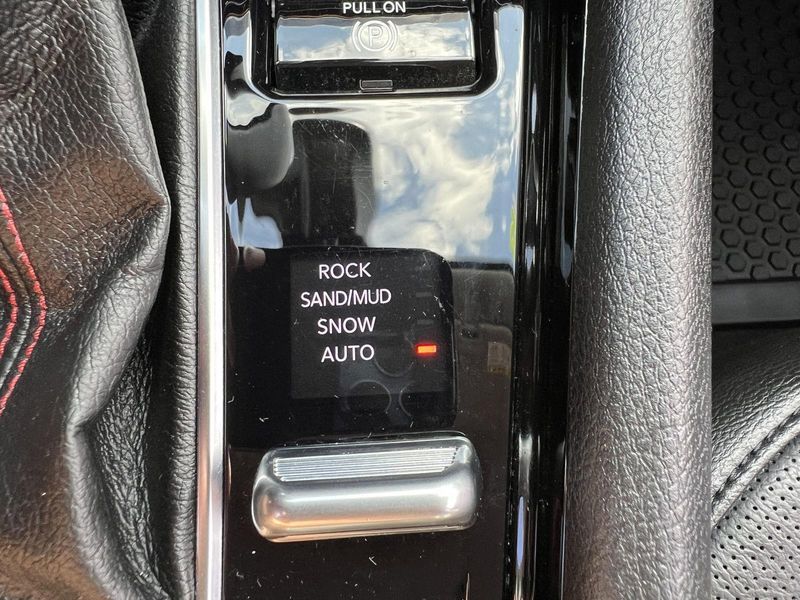 PULL ON
P
ROCK
SAND/MUD
SNOW
AUTO